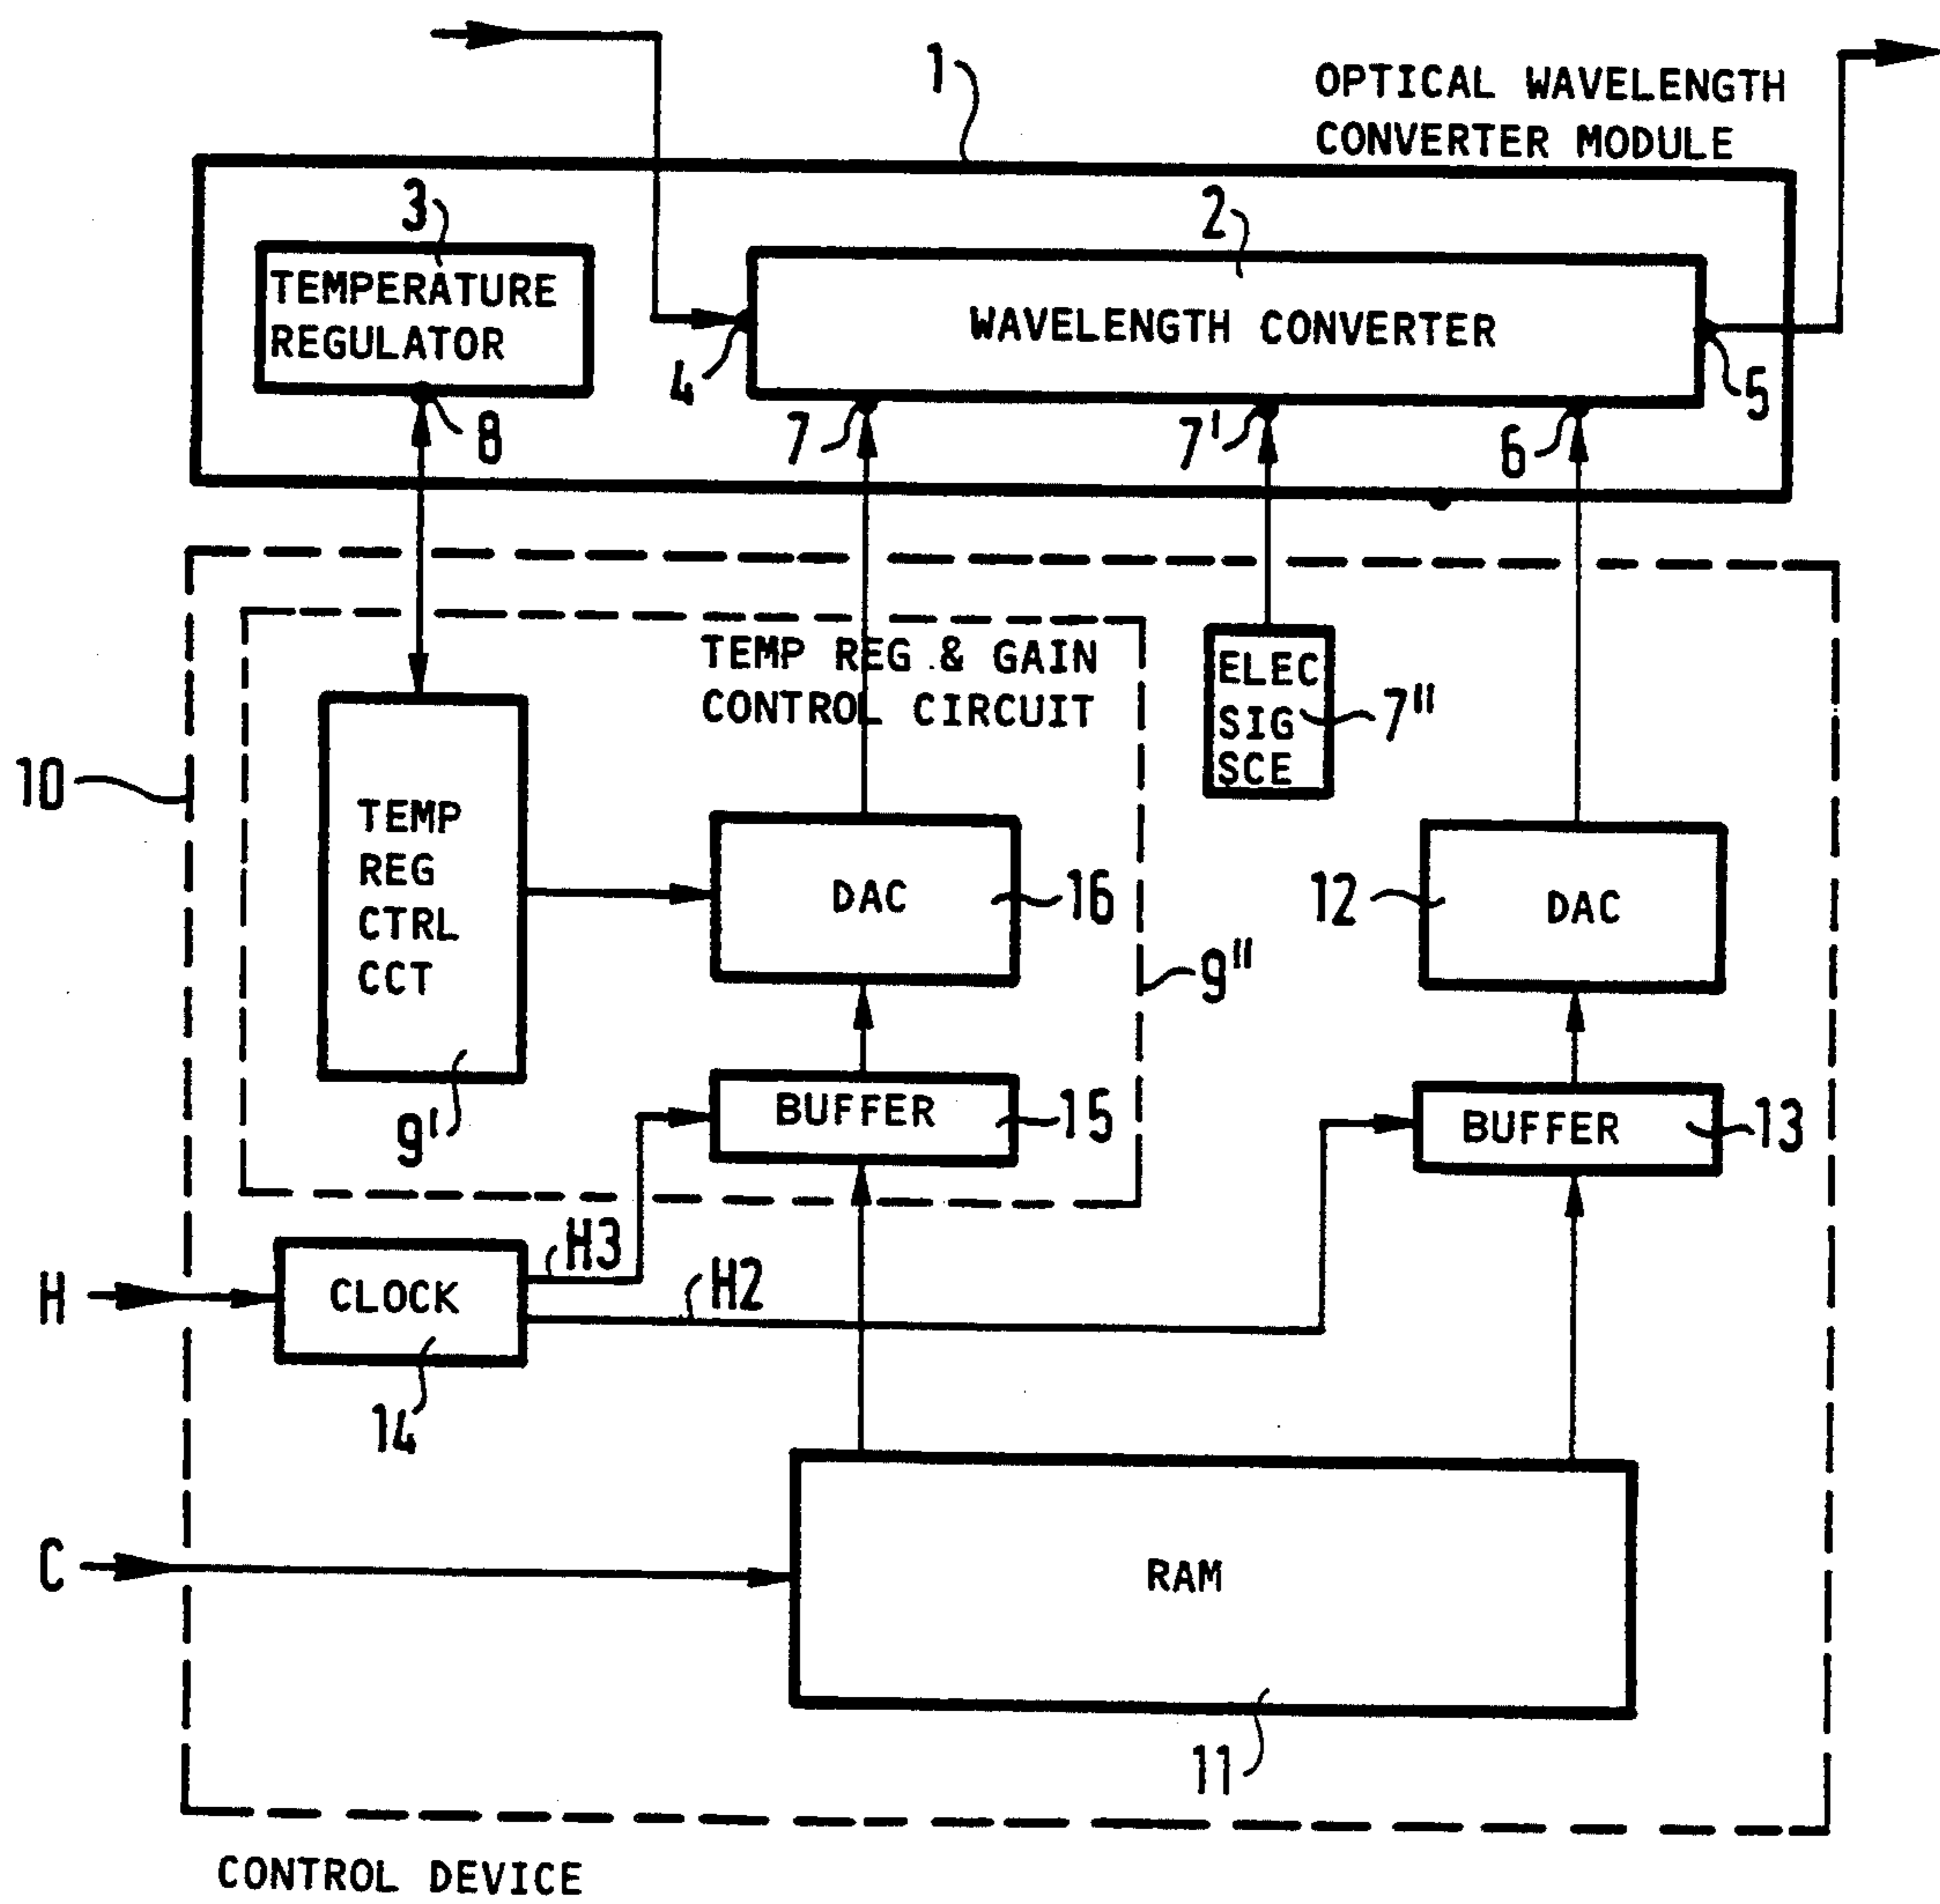 1
OPTICAL WAVELENGTH
CONVERTER MODULE
3
2
TEMPERATURE
REGULATOR
WAVELENGTH CONVERTER
4
5
8
7
7'
6
TEMP REG & GAIN
CONTROL CIRCUIT
ELEC
SIG
SCE
7"
10
TEMP
REG
CTRL
CCT
DAC
16
12
DAC
9"
9'
BUFFER
15
BUFFER
13
H
CLOCK
H3
H2
14
C
RAM
11
CONTROL DEVICE